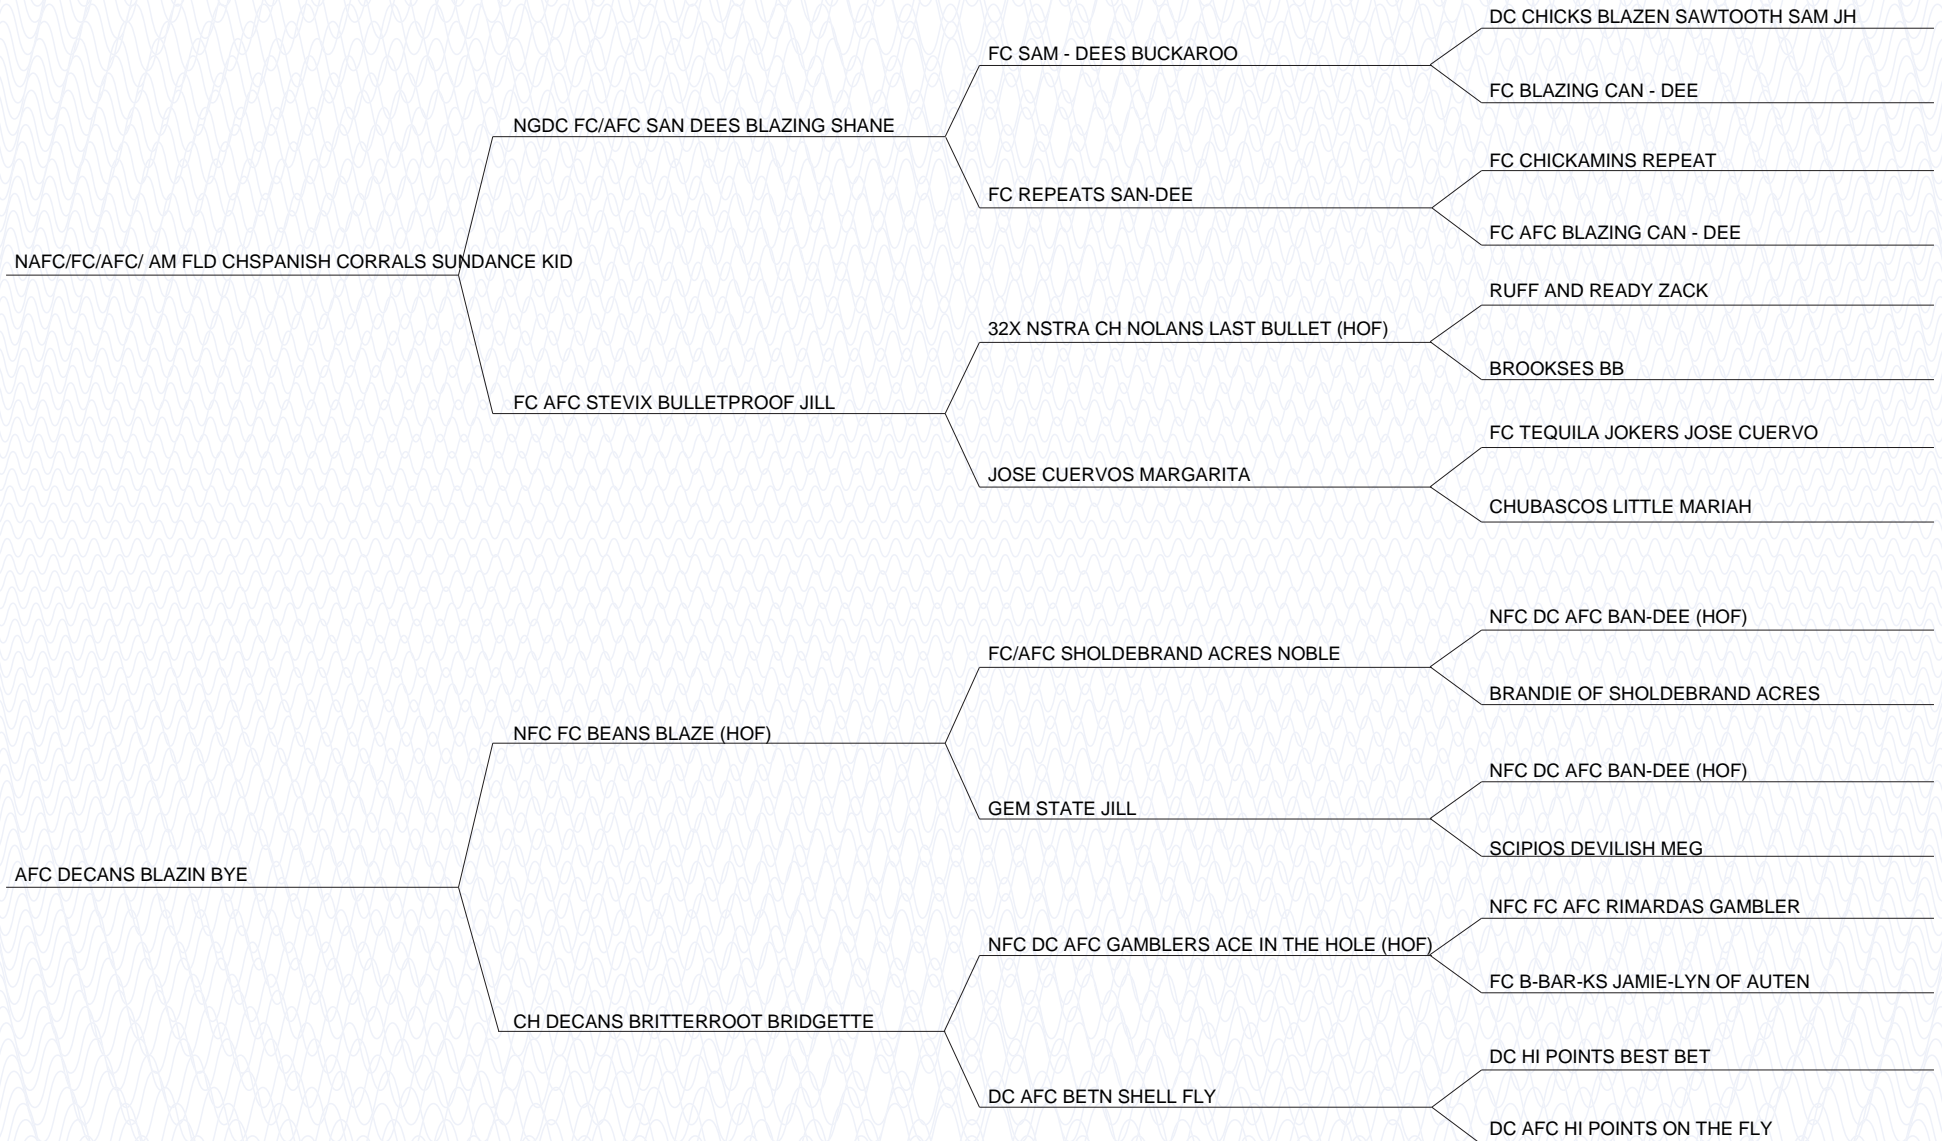 DC CHICKS BLAZEN SAWTOOTH SAM JH
FC SAM - DEES BUCKAROO
FC BLAZING CAN - DEE
NGDC FC/AFC SAN DEES BLAZING SHANE
FC CHICKAMINS REPEAT
FC REPEATS SAN-DEE
FC AFC BLAZING CAN - DEE
NAFC/FC/AFC/ AM FLD CHSPANISH CORRALS SUNDANCE KID
RUFF AND READY ZACK
32X NSTRA CH NOLANS LAST BULLET (HOF)
BROOKSES BB
FC AFC STEVIX BULLETPROOF JILL
FC TEQUILA JOKERS JOSE CUERVO
JOSE CUERVOS MARGARITA
CHUBASCOS LITTLE MARIAH
NFC DC AFC BAN-DEE (HOF)
FC/AFC SHOLDEBRAND ACRES NOBLE
BRANDIE OF SHOLDEBRAND ACRES
NFC FC BEANS BLAZE (HOF)
NFC DC AFC BAN-DEE (HOF)
GEM STATE JILL
SCIPIOS DEVILISH MEG
AFC DECANS BLAZIN BYE
NFC FC AFC RIMARDAS GAMBLER
NFC DC AFC GAMBLERS ACE IN THE HOLE (HOF)
FC B-BAR-KS JAMIE-LYN OF AUTEN
CH DECANS BRITTERROOT BRIDGETTE
DC HI POINTS BEST BET
DC AFC BETN SHELL FLY
DC AFC HI POINTS ON THE FLY